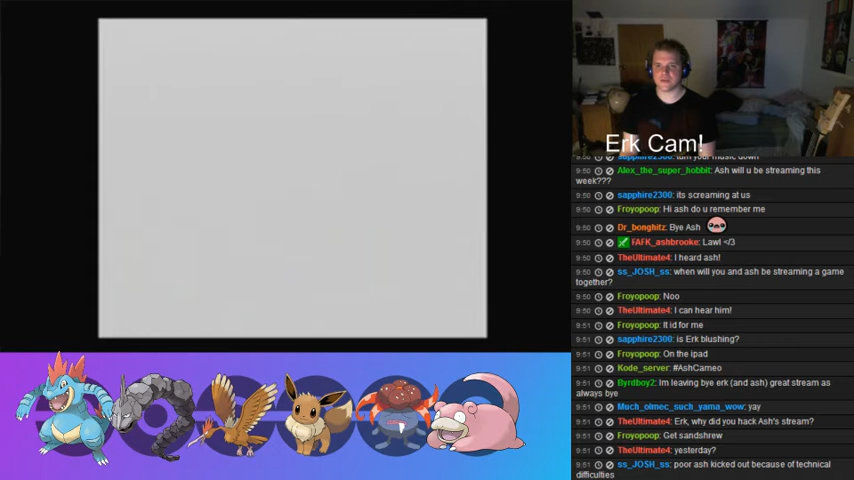 Erk Cam!
9:50 sapphire2300: turn your music down
9:50 Alex_the_super_hobbit: Ash will u be streaming this
week???
9:50 sapphire2300: its screaming at us
9:50 Froyopoop: Hi ash do u remember me
9:50 Dr_bonghitz: Bye Ash
9:50 FAFK_ashbrooke: Lawl </3
9:50 TheUltimate4: I heard ash!
9:50 ss_JOSH_ss: when will you and ash be streaming a game
together?
9:50 Froyopoop: Noo
9:50 TheUltimate4: I can hear him!
9:51 Froyopoop: It id for me
9:51 sapphire2300: is Erk blushing?
9:51 Froyopoop: On the ipad
9:51 Kode_server: #AshCameo
9:51 Byrdboy2: Im leaving bye erk (and ash) great stream as
always bye
9:51 Much_olmec_such_yama_wow: yay
9:51 TheUltimate4: Erk, why did you hack Ash's stream?
9:51 Froyopoop: Get sandshrew
9:51 TheUltimate4: yesterday?
9:51 ss_JOSH_ss: poor ash kicked out because of technical
difficulties